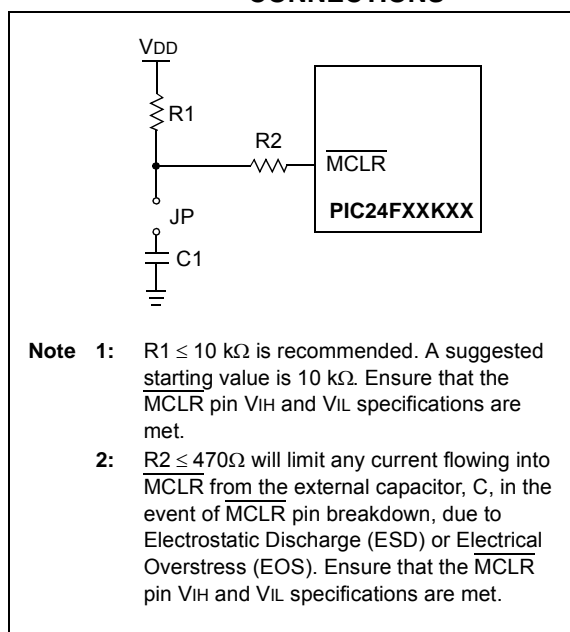 CONNECTIONS
VDD
R1
R2
MCLR
PIC24FXXKXX
JP
C1
Note 1: R1 ≤ 10 kΩ is recommended. A suggested
starting value is 10 kΩ. Ensure that the
MCLR pin VIH and VIL specifications are
met.
2: R2 ≤ 470Ω will limit any current flowing into
MCLR from the external capacitor, C, in the
event of MCLR pin breakdown, due to
Electrostatic Discharge (ESD) or Electrical
Overstress (EOS). Ensure that the MCLR
pin VIH and VIL specifications are met.